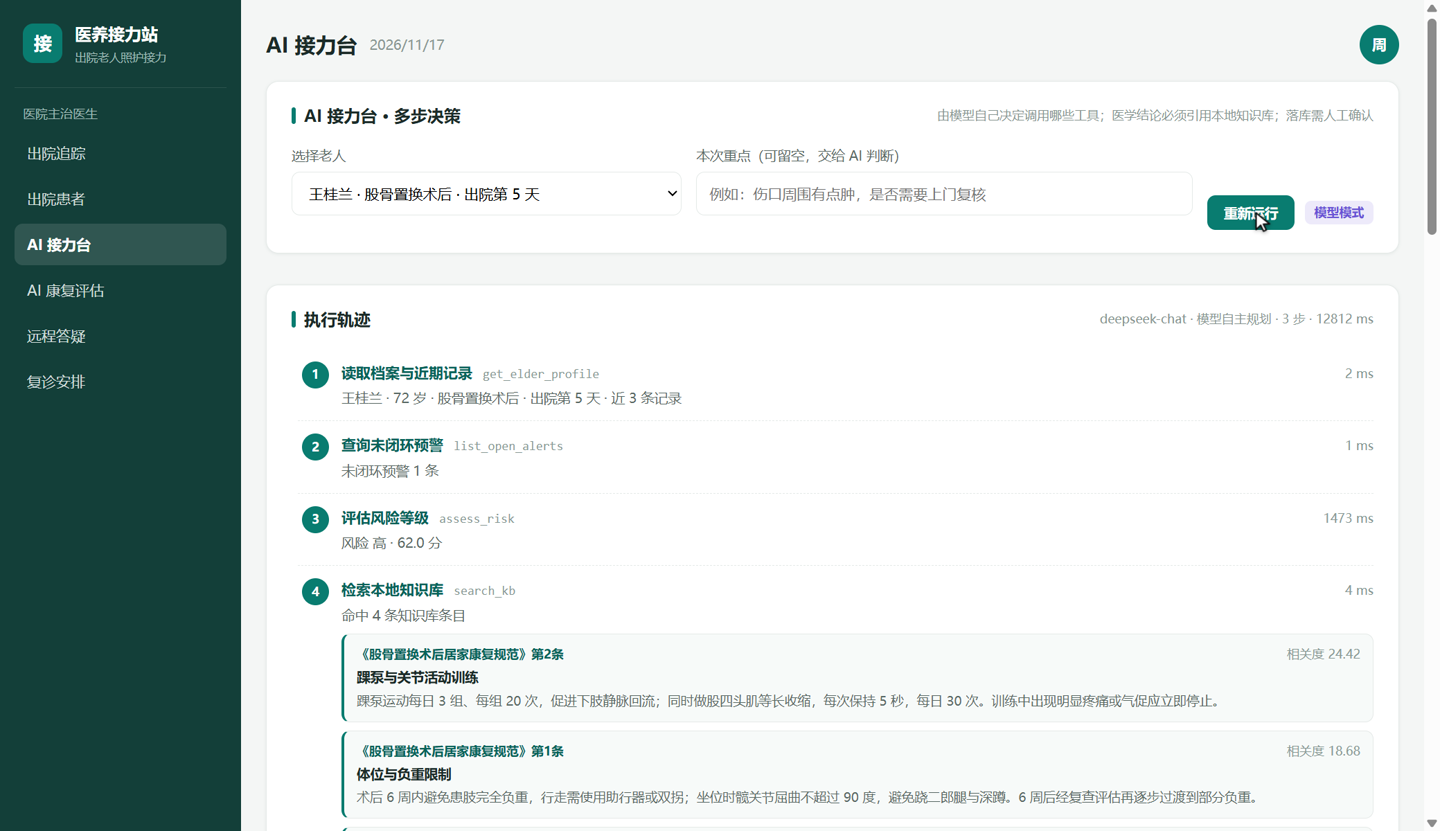 接
医养接力站
出院老人照护接力
医院主治医生
出院追踪
出院患者
AI 接力台
AI 康复评估
远程答疑
复诊安排
AI 接力台 2026/11/17
周
AI 接力台 · 多步决策
由模型自己决定调用哪些工具；医学结论必须引用本地知识库；落库需人工确认
选择老人
本次重点（可留空，交给 AI 判断）
王桂兰 · 股骨置换术后 · 出院第 5 天
例如：伤口周围有点肿，是否需要上门复核
重新运行
模型模式
执行轨迹
deepseek-chat · 模型自主规划 · 3 步 · 12812 ms
1 读取档案与近期记录 get_elder_profile 2 ms
王桂兰 · 72 岁 · 股骨置换术后 · 出院第 5 天 · 近 3 条记录
2 查询未闭环预警 list_open_alerts 1 ms
未闭环预警 1 条
3 评估风险等级 assess_risk 1473 ms
风险 高 · 62.0 分
4 检索本地知识库 search_kb 4 ms
命中 4 条知识库条目
《股骨置换术后居家康复规范》第2条 相关度 24.42
踝泵与关节活动训练
踝泵运动每日 3 组、每组 20 次，促进下肢静脉回流；同时做股四头肌等长收缩，每次保持 5 秒，每日 30 次。训练中出现明显疼痛或气促应立即停止。
《股骨置换术后居家康复规范》第1条 相关度 18.68
体位与负重限制
术后 6 周内避免患肢完全负重，行走需使用助行器或双拐；坐位时髋关节屈曲不超过 90 度，避免跷二郎腿与深蹲。6 周后经复查评估再逐步过渡到部分负重。